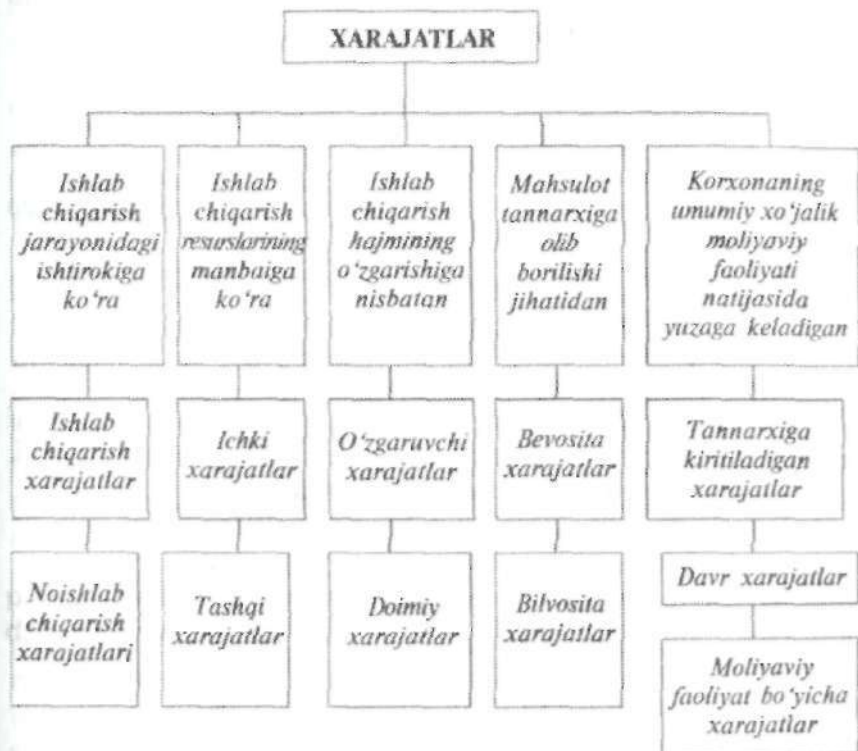 XARAJATLAR
Ishlab
chiqarish
jarayonidagi
ishtirokiga
ko‘ra
Ishlab
chiqarish
resurslarining
manbaiga
ko‘ra
Ishlab
chiqarish
hajmining
o‘zgarishiga
nisbatan
Mahsulot
tannarxiga
olib
borilishi
jihatidan
Korxonaning
umumiy xo‘jalik
moliyaviy
faoliyati
natijasida
yuzaga keladigan
Ishlab
chiqarish
xarajatlar
Ichki
xarajatlar
O‘zgaruvchi
xarajatlar
Bevosita
xarajatlar
Tannarxiga
kiritiladigan
xarajatlar
Noishlab
chiqarish
xarajatlari
Tashqi
xarajatlar
Doimiy
xarajatlar
Bilvosita
xarajatlar
Davr xarajatlar
Moliyaviy
faoliyat bo‘yicha
xarajatlar